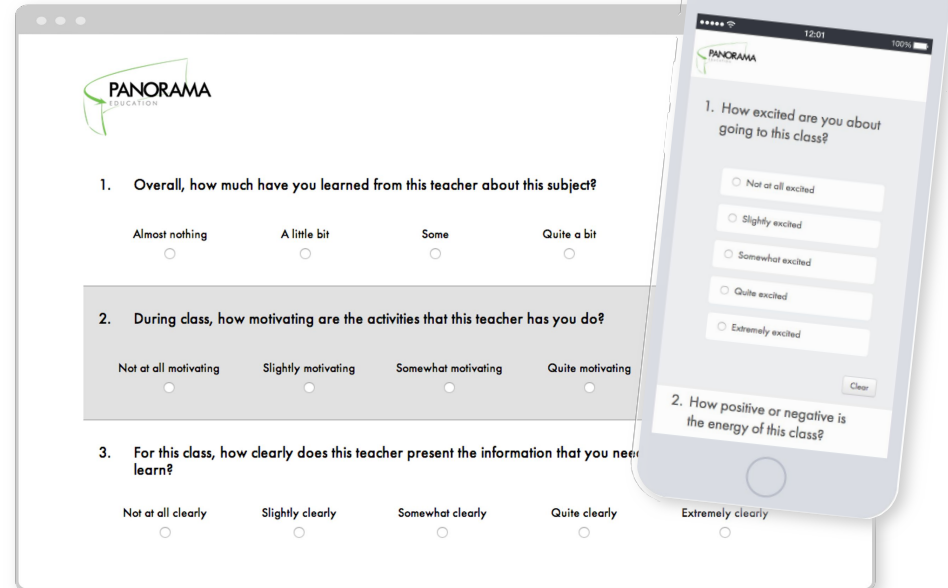 PANORAMA
EDUCATION
1. Overall, how much have you learned from this teacher about this subject?
Almost nothing A little bit Some Quite a bit
2. During class, how motivating are the activities that this teacher has you do?
Not at all motivating Slightly motivating Somewhat motivating Quite motivating
3. For this class, how clearly does this teacher present the information that you
learn?
Not at all clearly Slightly clearly Somewhat clearly Quite clearly Extremely clearly
12:01 100%
PANORAMA
1. How excited are you about
going to this class?
Not at all excited
Slightly excited
Somewhat excited
Quite excited
Extremely excited
Clear
2. How positive or negative is
the energy of this class?